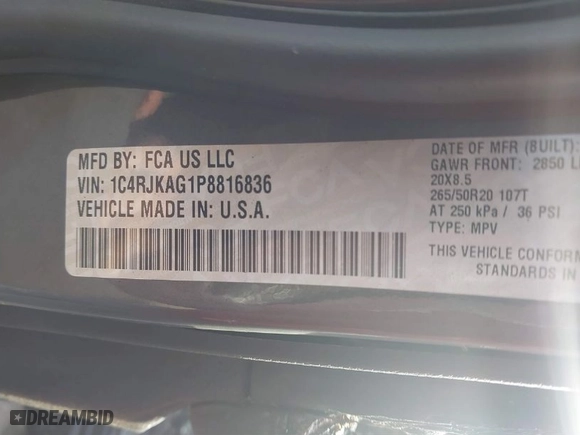 MFD BY: FCA US LLC
VIN: 1C4RJKAG1P8816836
VEHICLE MADE IN: U.S.A.
DATE OF MFR (BUILT):
GAWR FRONT: 2850 L
20X8.5
265/50R20 107T
AT 250 kPa / 36 PSI
TYPE: MPV
THIS VEHICLE CONFORM
STANDARDS IN
DREAMBID